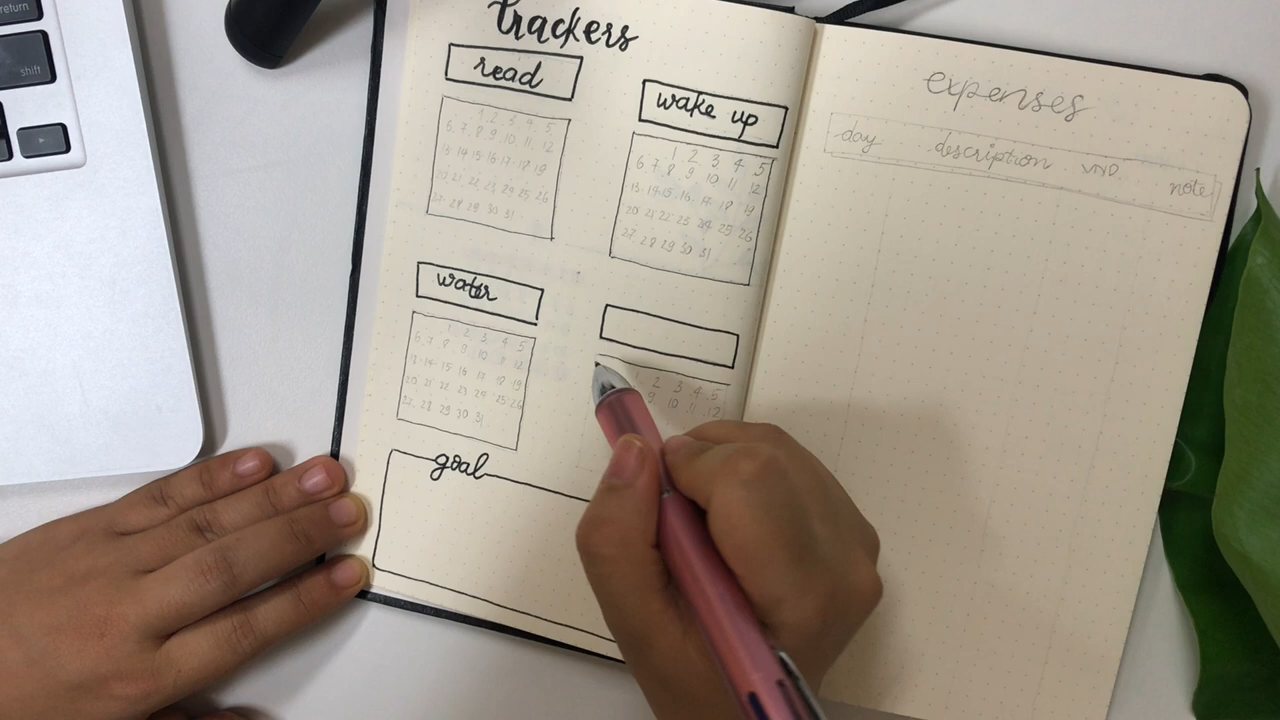 return
shift
trackers
read
1 2 3 4 5
6 7 8 9 10 11 12
13 14 15 16 17 18 19
20 21 22 23 24 25 26
27 28 29 30 31
wake up
1 2 3 4 5
6 7 8 9 10 11 12
13 14 15 16 17 18 19
20 21 22 23 24 25 26
27 28 29 30 31
water
1 2 3 4 5
6 7 8 9 10 11 12
13 14 15 16 17 18 19
20 21 22 23 24 25 26
27 28 29 30 31
2 3 4 5
9 10 11 12
goal
expenses
day description VND note